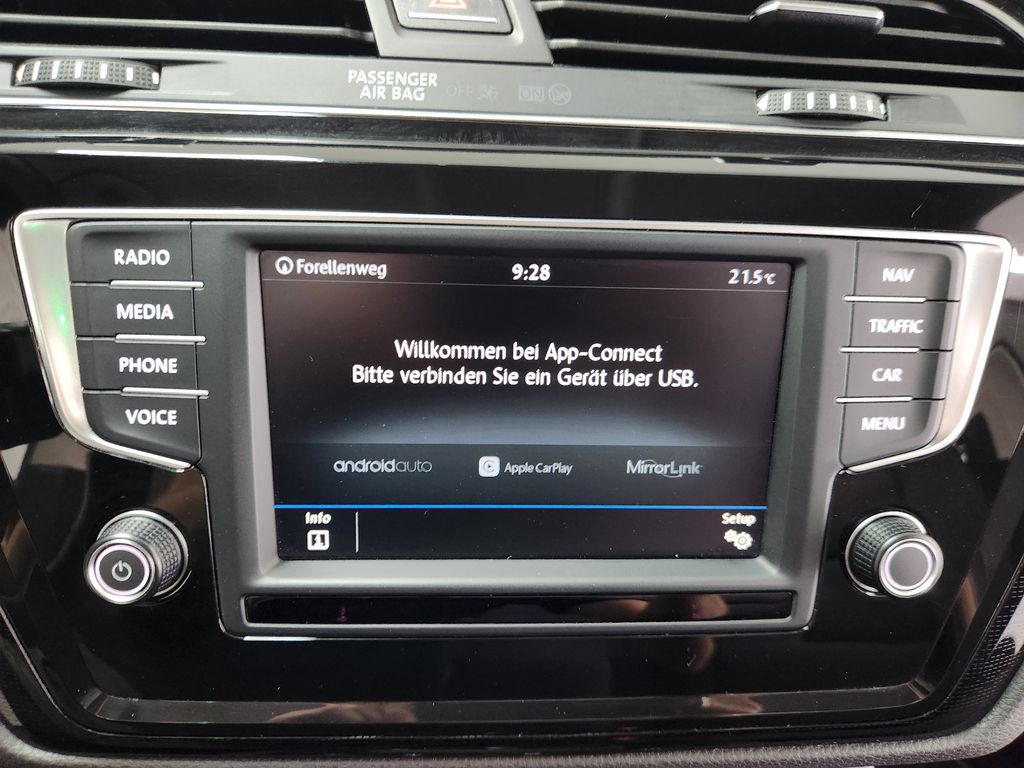 PASSENGER
AIR BAG OFF ON
RADIO
MEDIA
PHONE
VOICE
Forellenweg 9:28 21.5°C
Willkommen bei App-Connect
Bitte verbinden Sie ein Gerät über USB.
androidauto Apple CarPlay MirrorLink
Info Setup
NAV
TRAFFIC
CAR
MENU